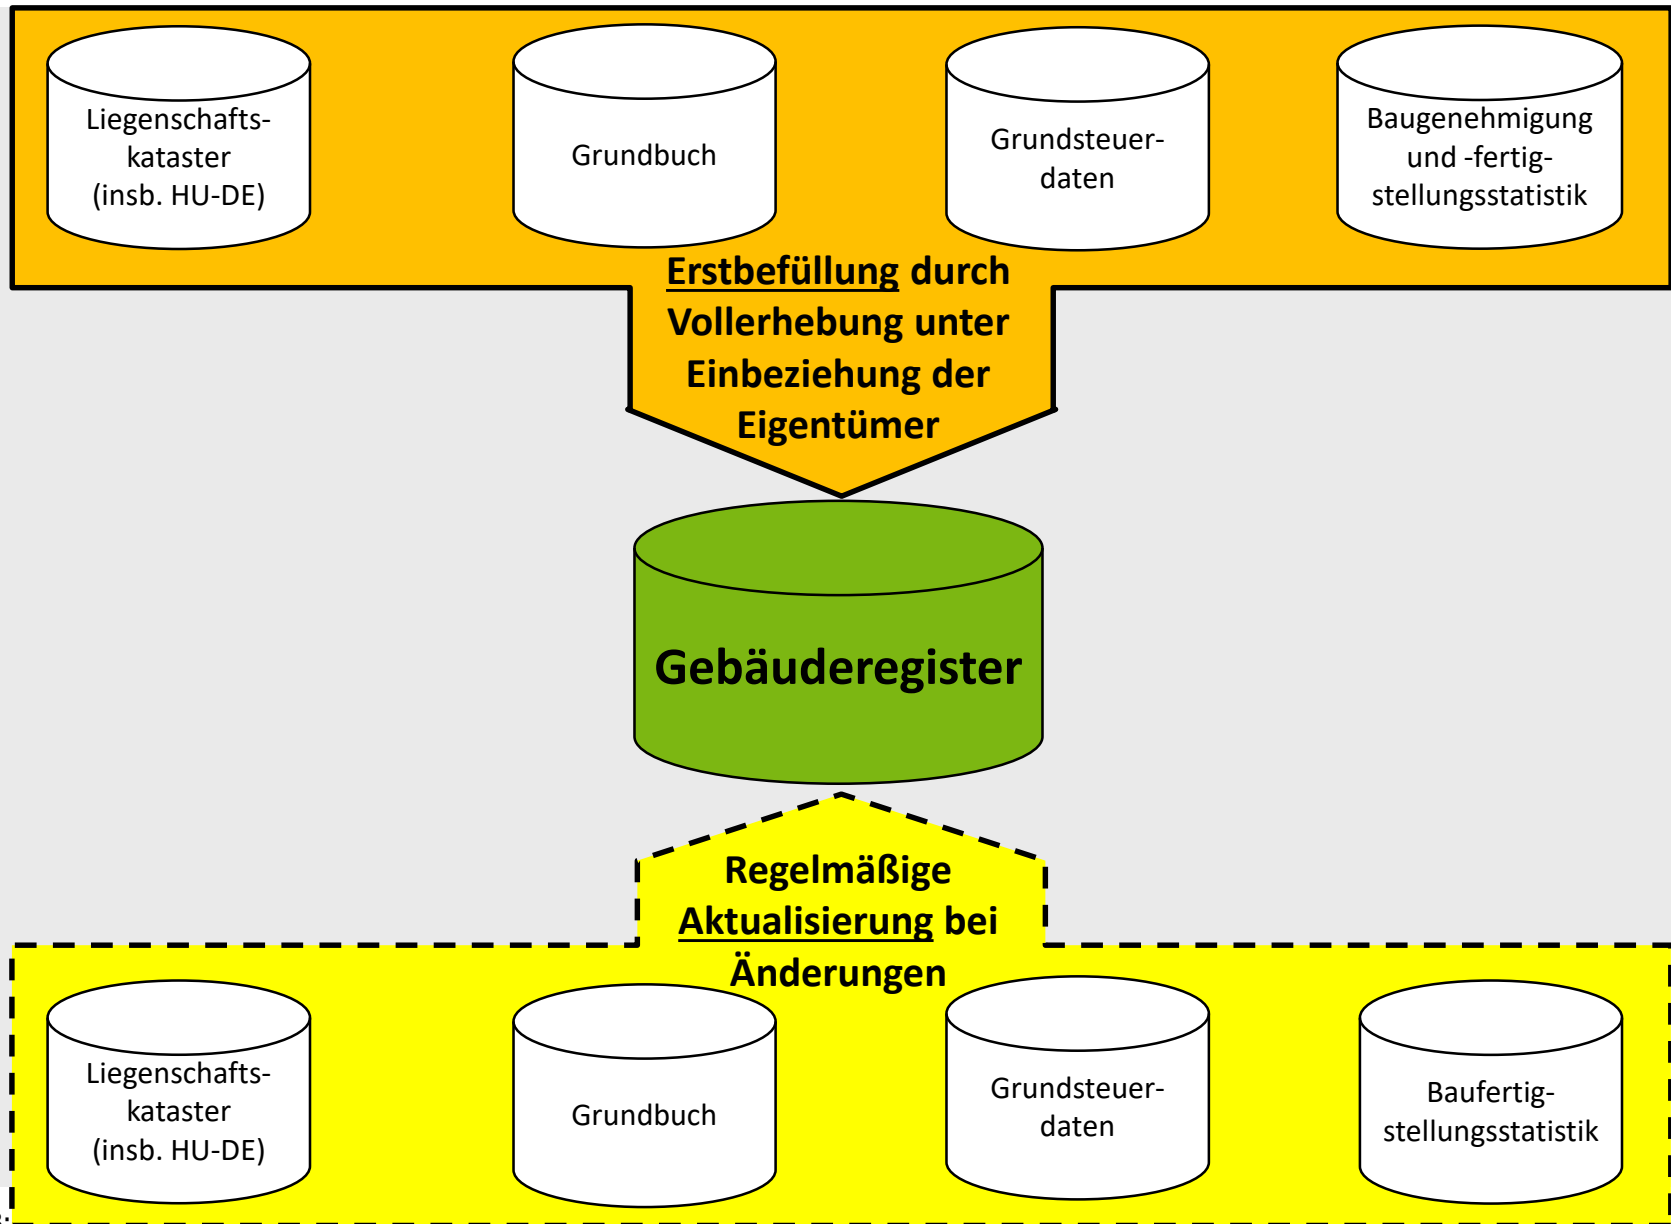 Liegenschafts-
kataster
(insb. HU-DE)
Grundbuch
Grundsteuer-
daten
Baugenehmigung
und -fertig-
stellungsstatistik
Erstbefüllung durch
Vollerhebung unter
Einbeziehung der
Eigentümer
Gebäuderegister
Regelmäßige
Aktualisierung bei
Änderungen
Liegenschafts-
kataster
(insb. HU-DE)
Grundbuch
Grundsteuer-
daten
Baufertig-
stellungsstatistik